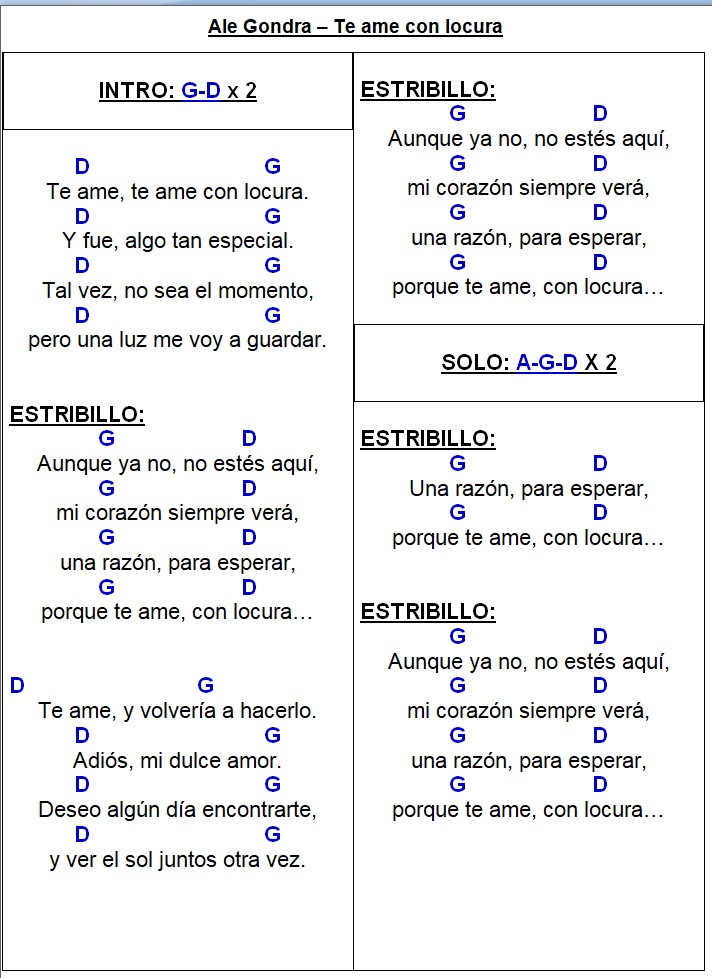 Ale Gondra – Te ame con locura
INTRO: G-D x 2
D G
Te ame, te ame con locura.
D G
Y fue, algo tan especial.
D G
Tal vez, no sea el momento,
D G
pero una luz me voy a guardar.
ESTRIBILLO:
G D
Aunque ya no, no estés aquí,
G D
mi corazón siempre verá,
G D
una razón, para esperar,
G D
porque te ame, con locura…
D G
Te ame, y volvería a hacerlo.
D G
Adiós, mi dulce amor.
D G
Deseo algún día encontrarte,
D G
y ver el sol juntos otra vez.
ESTRIBILLO:
G D
Aunque ya no, no estés aquí,
G D
mi corazón siempre verá,
G D
una razón, para esperar,
G D
porque te ame, con locura…
SOLO: A-G-D X 2
ESTRIBILLO:
G D
Una razón, para esperar,
G D
porque te ame, con locura…
ESTRIBILLO:
G D
Aunque ya no, no estés aquí,
G D
mi corazón siempre verá,
G D
una razón, para esperar,
G D
porque te ame, con locura…